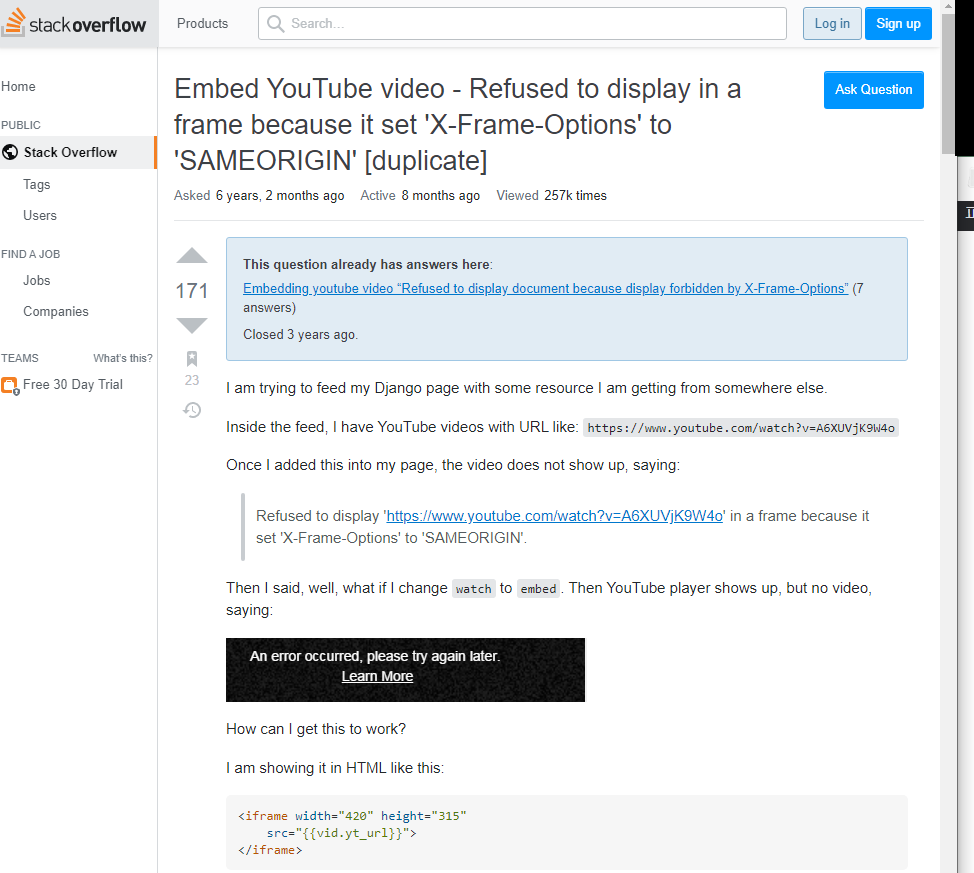 stackoverflow
Products
Search...
Log in
Sign up
Home
PUBLIC
Stack Overflow
Tags
Users
FIND A JOB
Jobs
Companies
TEAMS
What's this?
Free 30 Day Trial
Embed YouTube video - Refused to display in a
frame because it set 'X-Frame-Options' to
'SAMEORIGIN' [duplicate]
Ask Question
Asked 6 years, 2 months ago Active 8 months ago Viewed 257k times
171
23
This question already has answers here:
Embedding youtube video “Refused to display document because display forbidden by X-Frame-Options” (7
answers)
Closed 3 years ago.
I am trying to feed my Django page with some resource I am getting from somewhere else.
Inside the feed, I have YouTube videos with URL like: https://www.youtube.com/watch?v=A6XUVjK9W4o
Once I added this into my page, the video does not show up, saying:
Refused to display 'https://www.youtube.com/watch?v=A6XUVjK9W4o' in a frame because it
set 'X-Frame-Options' to 'SAMEORIGIN'.
Then I said, well, what if I change watch to embed. Then YouTube player shows up, but no video,
saying:
An error occurred, please try again later.
Learn More
How can I get this to work?
I am showing it in HTML like this:
<iframe width="420" height="315"
src="{{vid.yt_url}}">
</iframe>